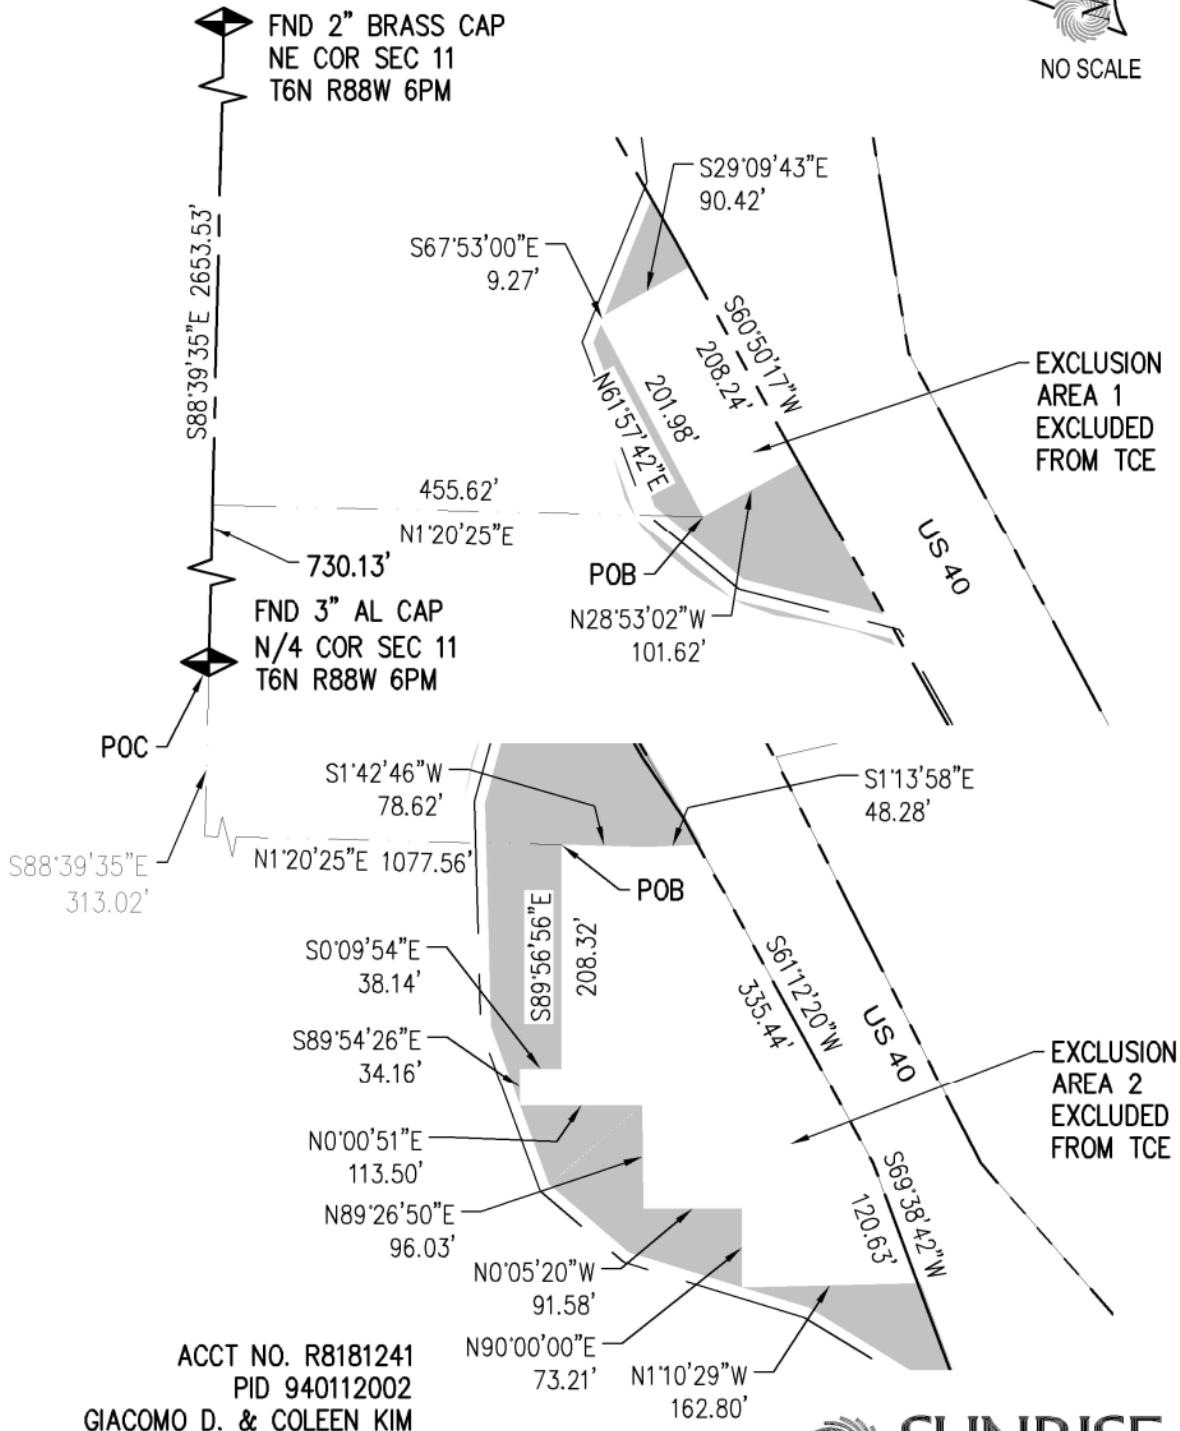 FND 2" BRASS CAP
NE COR SEC 11
T6N R88W 6PM
N
NO SCALE
S88°39'35"E 2653.53'
S29°09'43"E
90.42'
S67°53'00"E
9.27'
S60°50'17"W
208.24'
201.98'
N61°57'42"E
EXCLUSION
AREA 1
EXCLUDED
FROM TCE
455.62'
N1°20'25"E
730.13'
POB
US 40
FND 3" AL CAP
N/4 COR SEC 11
T6N R88W 6PM
N28°53'02"W
101.62'
POC
S1°42'46"W
78.62'
S1°13'58"E
48.28'
S88°39'35"E
313.02'
N1°20'25"E 1077.56'
POB
S89°56'56"E
208.32'
S0°09'54"E
38.14'
S61°12'20"W
335.44'
US 40
S89°54'26"E
34.16'
EXCLUSION
AREA 2
EXCLUDED
FROM TCE
N0°00'51"E
113.50'
N89°26'50"E
96.03'
S69°38'42"W
120.63'
N0°05'20"W
91.58'
N90°00'00"E
73.21'
N1°10'29"W
162.80'
ACCT NO. R8181241
PID 940112002
GIACOMO D. & COLEEN KIM
SUNRISE